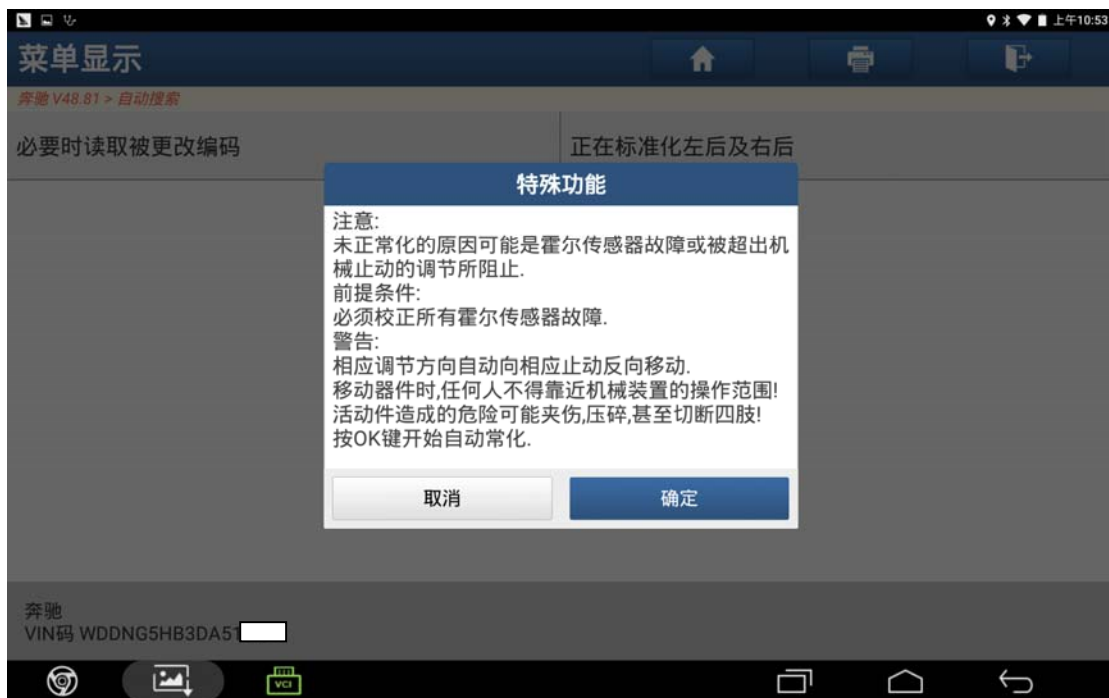 上午10:53
菜单显示
奔驰 V48.81 > 自动搜索
必要时读取被更改编码
正在标准化左后及右后
特殊功能
注意:
未正常化的原因可能是霍尔传感器故障或被超出机
械止动的调节所阻止.
前提条件:
必须校正所有霍尔传感器故障.
警告:
相应调节方向自动向相应止动反向移动.
移动器件时,任何人不得靠近机械装置的操作范围!
活动件造成的危险可能夹伤,压碎,甚至切断四肢!
按OK键开始自动常化.
取消
确定
奔驰
VIN码 WDDNG5HB3DA51
VCI